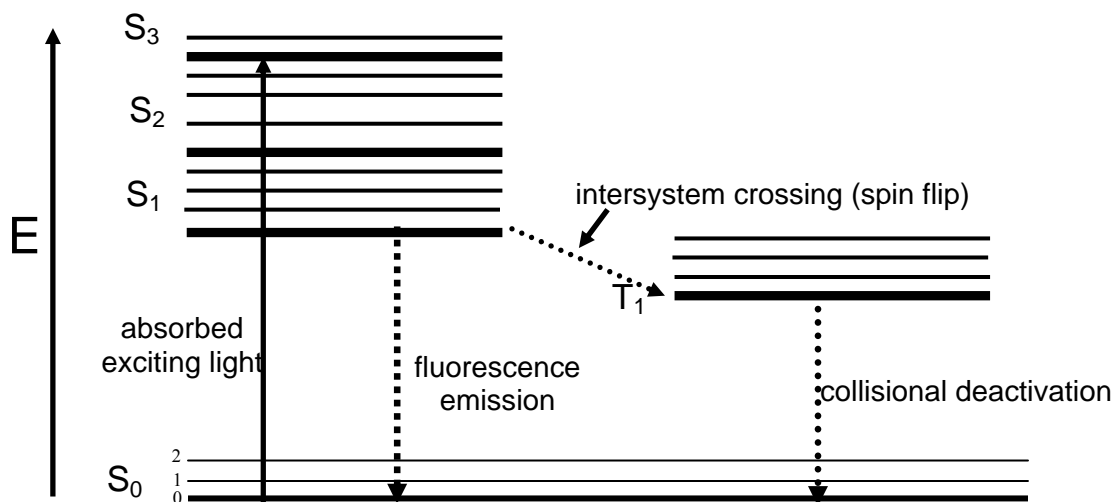 S₃
S₂
S₁
E
intersystem crossing (spin flip)
T₁
absorbed
exciting light
fluorescence
emission
collisional deactivation
S₀
2
1
0